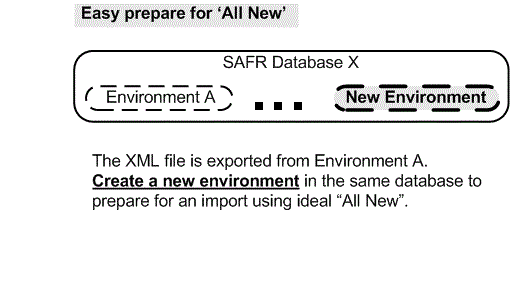 Easy prepare for ‘All New’
SAFR Database X
Environment A
New Environment
The XML file is exported from Environment A.
Create a new environment in the same database to
prepare for an import using ideal “All New”.